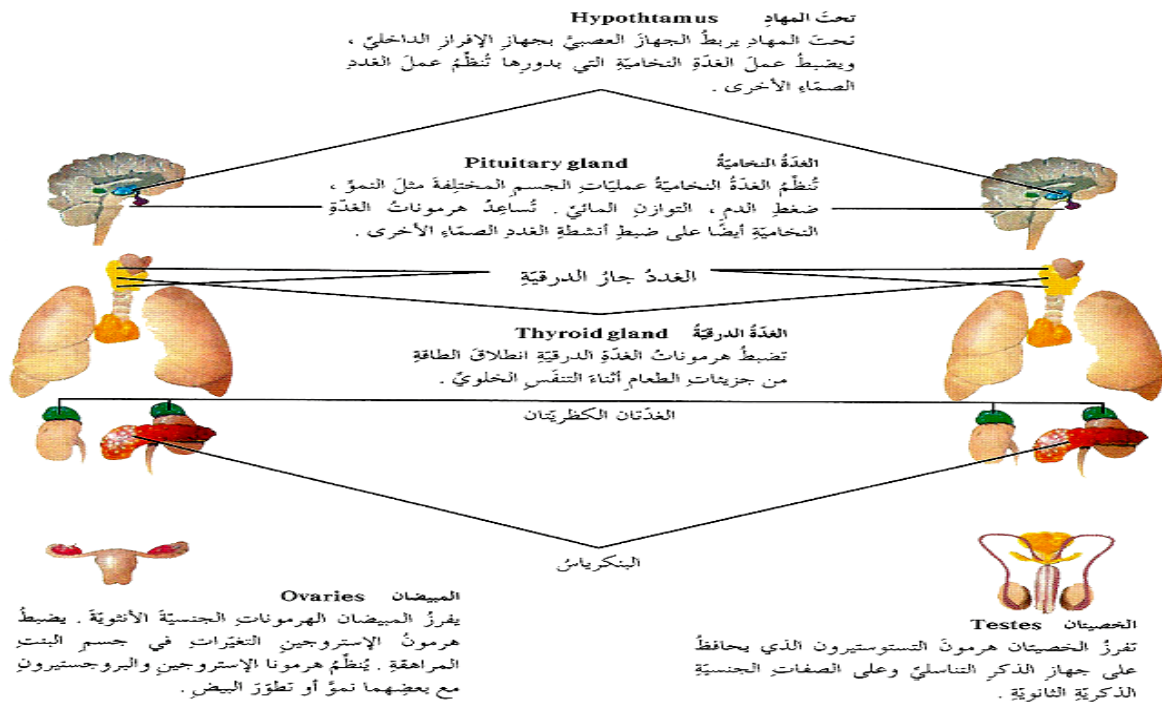 تحتَ المهادِ Hypothtamus
تحتَ المهادِ يربطُ الجهازَ العصبيَّ بجهازِ الإفرازِ الداخليِّ ،
ويضبطُ عملَ الغدّةِ النخاميّةِ التي بدورِها تُنظِّمُ عملَ الغددِ
الصمّاءِ الأخرى .
الغدّةُ النخاميّةُ Pituitary gland
تُنظِّمُ الغدّةُ النخاميّةُ عمليّاتِ الجسمِ المختلِفةَ مثلَ النموِّ ،
ضغطِ الدمِ ، التوازنِ المائيِّ . تُساعِدُ هرموناتُ الغدّةِ
النخاميّةِ أيضًا على ضبطِ أنشطةِ الغددِ الصمّاءِ الأخرى .
الغددُ جارُ الدرقيّةِ
الغدّةُ الدرقيّةُ Thyroid gland
تضبطُ هرموناتُ الغدّةِ الدرقيّةِ انطلاقَ الطاقةِ
من جزيئاتِ الطعامِ أثناءَ التنفّسِ الخلويِّ .
الغدّتان الكظريّتان
البنكرياسُ
الخصيتان Testes
تفرزُ الخصيتان هرمونَ التستوستيرون الذي يحافظُ
على جهازِ الذكرِ التناسليِّ وعلى الصفاتِ الجنسيّةِ
الذكريّةِ الثانويّةِ .
المبيضان Ovaries
يفرزُ المبيضان الهرموناتِ الجنسيّةَ الأنثويّةَ . يضبطُ
هرمونُ الإستروجينِ التغيّراتِ في جسمِ البنتِ
المراهقةِ . يُنظِّمُ هرمونا الإستروجينِ والبروجستيرونِ
مع بعضِهما نموَّ أو تطوّرَ البيضِ .